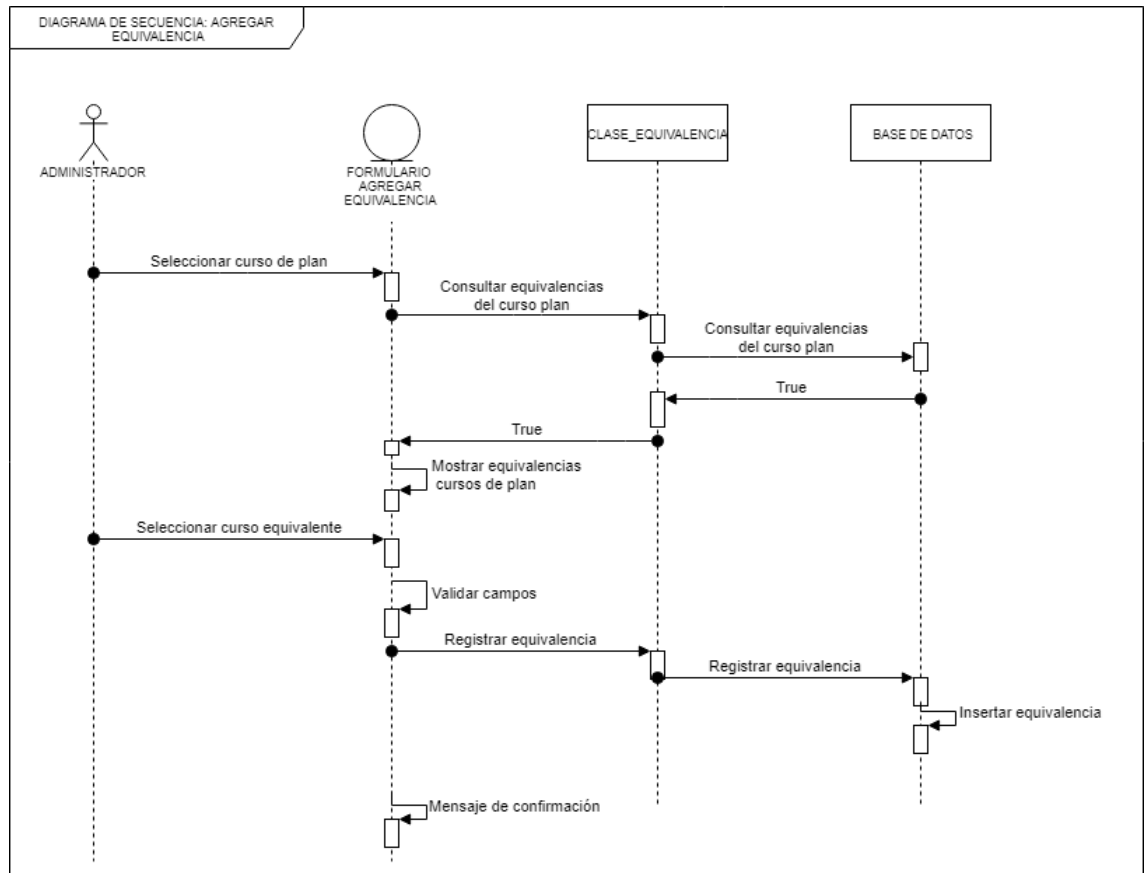 DIAGRAMA DE SECUENCIA: AGREGAR
EQUIVALENCIA
ADMINISTRADOR
FORMULARIO
AGREGAR
EQUIVALENCIA
CLASE_EQUIVALENCIA
BASE DE DATOS
Seleccionar curso de plan
Consultar equivalencias
del curso plan
Consultar equivalencias
del curso plan
True
True
Mostrar equivalencias
cursos de plan
Seleccionar curso equivalente
Validar campos
Registrar equivalencia
Registrar equivalencia
Insertar equivalencia
Mensaje de confirmación